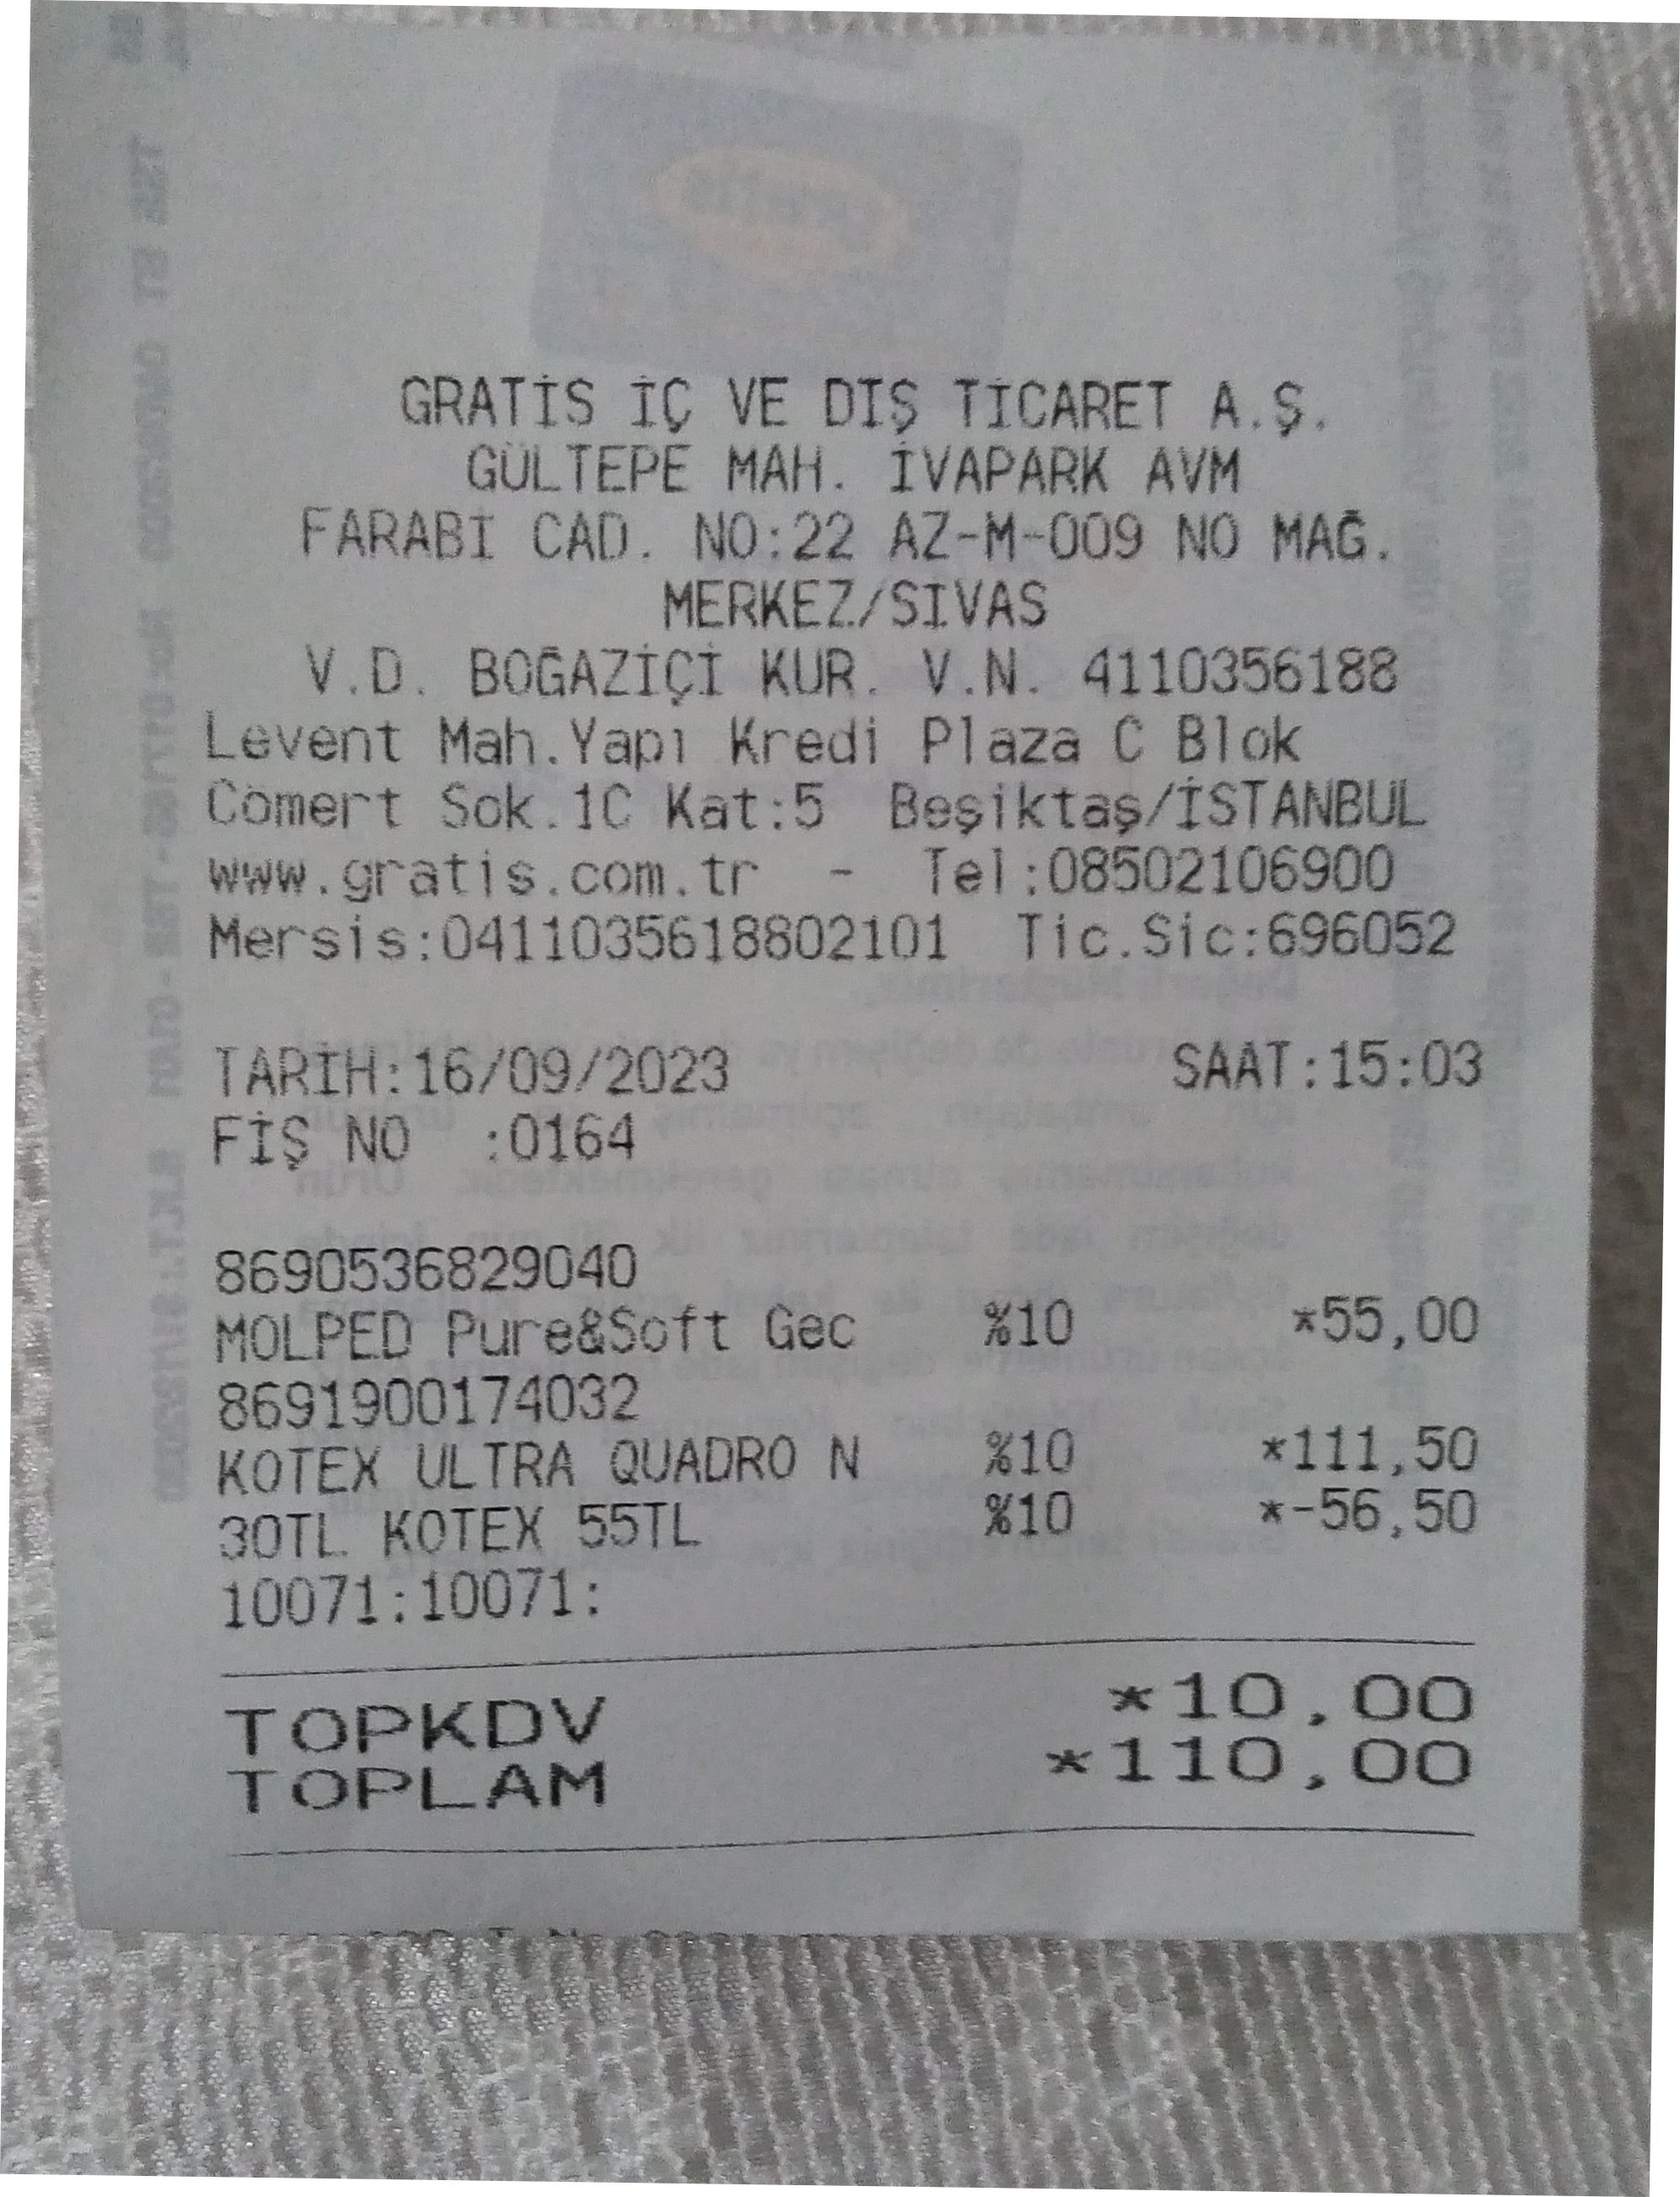 GRATİS İÇ VE DIŞ TİCARET A.Ş.
GÜLTEPE MAH. İVAPARK AVM
FARABİ CAD. NO:22 AZ-M-009 NO MAĞ.
MERKEZ/SİVAS
V.D. BOĞAZİÇİ KUR. V.N. 4110356188
Levent Mah.Yapı Kredi Plaza C Blok
Cömert Sok.1C Kat:5 Beşiktaş/İSTANBUL
www.gratis.com.tr - Tel:08502106900
Mersis:0411035618802101 Tic.Sic:696052
TARİH:16/09/2023 SAAT:15:03
FİŞ NO :0164
8690536829040
MOLPED Pure&Soft Gec %10 *55,00
8691900174032
KOTEX ULTRA QUADRO N %10 *111,50
30TL KOTEX 55TL %10 *-56,50
10071:10071:
TOPKDV *10,00
TOPLAM *110,00